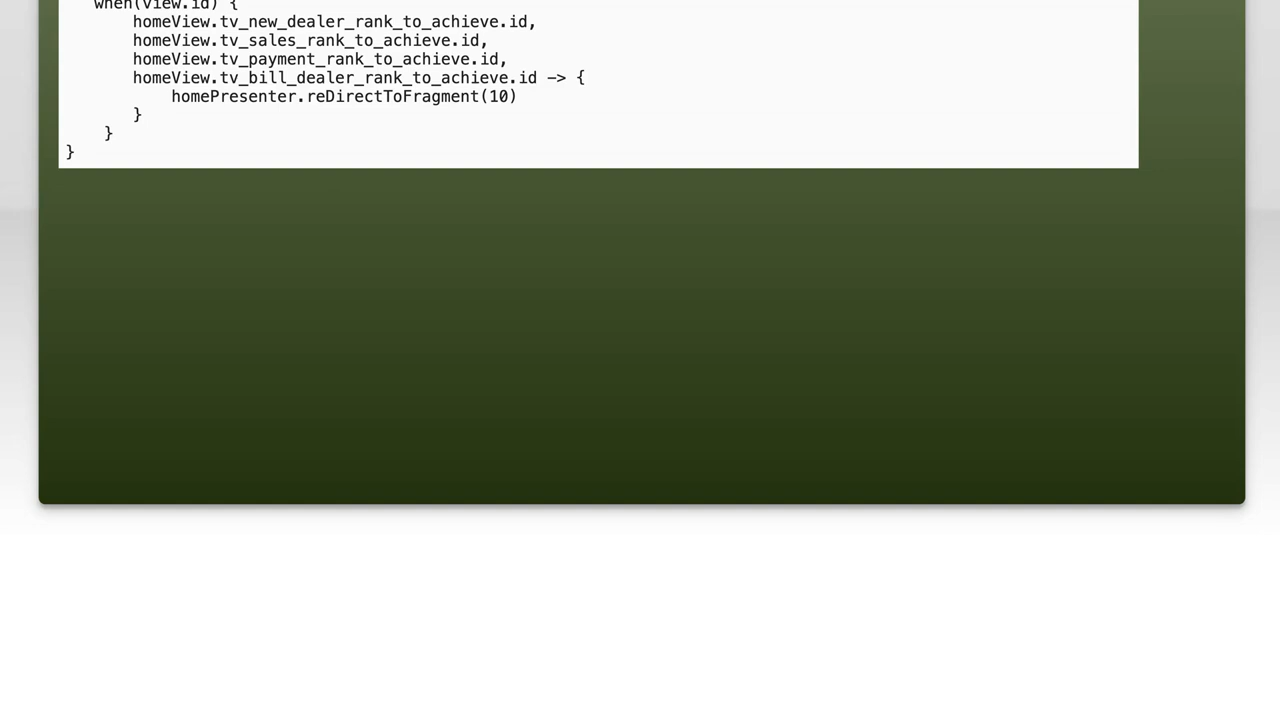 when(view.id) {
homeView.tv_new_dealer_rank_to_achieve.id,
homeView.tv_sales_rank_to_achieve.id,
homeView.tv_payment_rank_to_achieve.id,
homeView.tv_bill_dealer_rank_to_achieve.id -> {
homePresenter.reDirectToFragment(10)
}
}
}